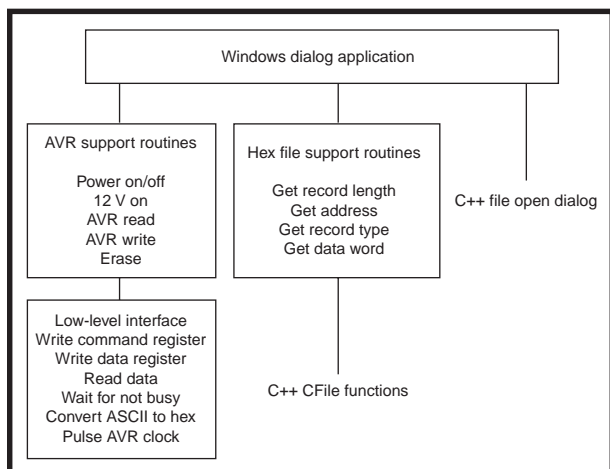 Windows dialog application
AVR support routines
Power on/off
12 V on
AVR read
AVR write
Erase
Hex file support routines
Get record length
Get address
Get record type
Get data word
C++ file open dialog
Low-level interface
Write command register
Write data register
Read data
Wait for not busy
Convert ASCII to hex
Pulse AVR clock
C++ CFile functions